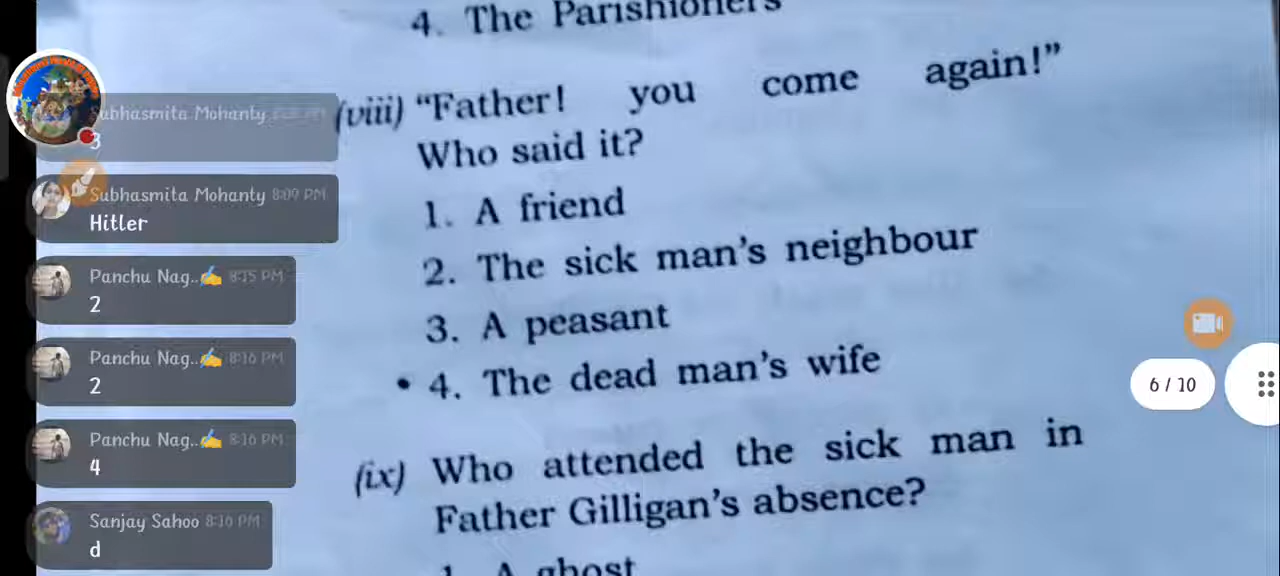 4. The Parishioners
(viii) "Father! you come again!"
Who said it?
1. A friend
2. The sick man's neighbour
3. A peasant
• 4. The dead man's wife
(ix) Who attended the sick man in
Father Gilligan's absence?
1. A ghost
Subhasmita Mohanty
3
Subhasmita Mohanty 8:09 PM
Hitler
Panchu Nag..✍ 8:15 PM
2
Panchu Nag..✍ 8:16 PM
2
Panchu Nag..✍ 8:16 PM
4
Sanjay Sahoo 8:16 PM
d
6 / 10